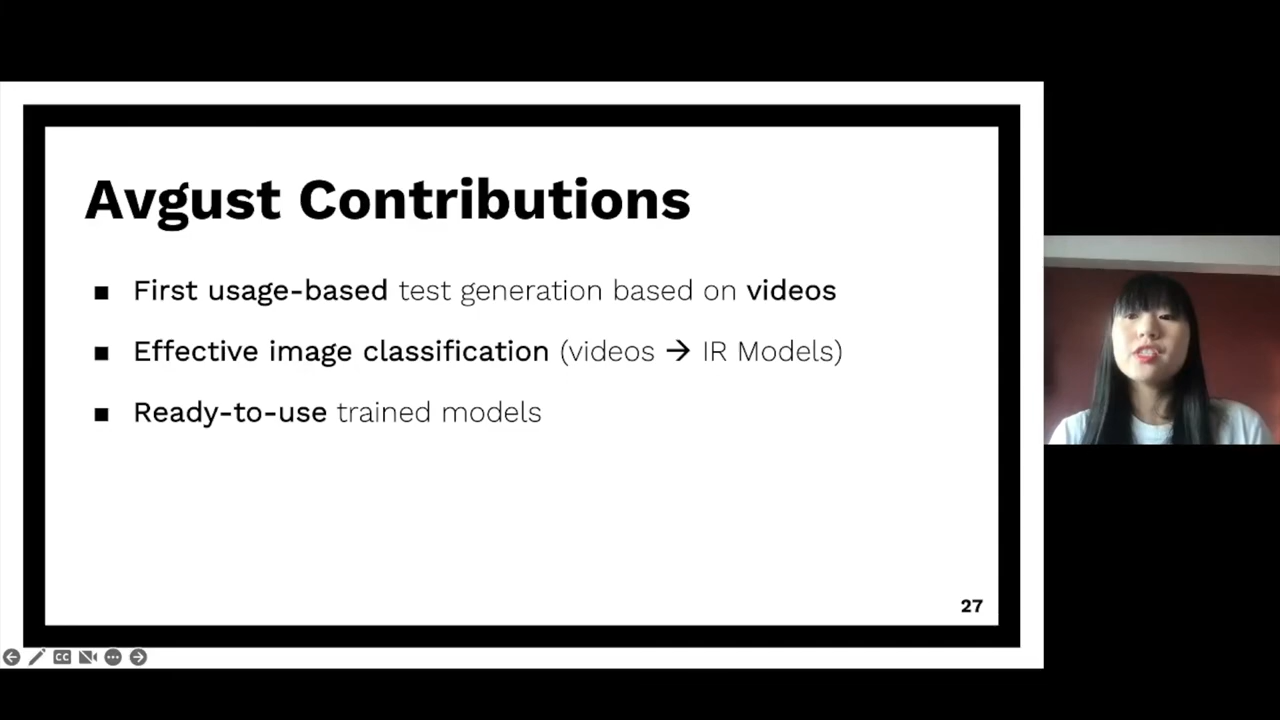 Avgust Contributions
■ First usage-based test generation based on videos
■ Effective image classification (videos → IR Models)
■ Ready-to-use trained models
27
CC